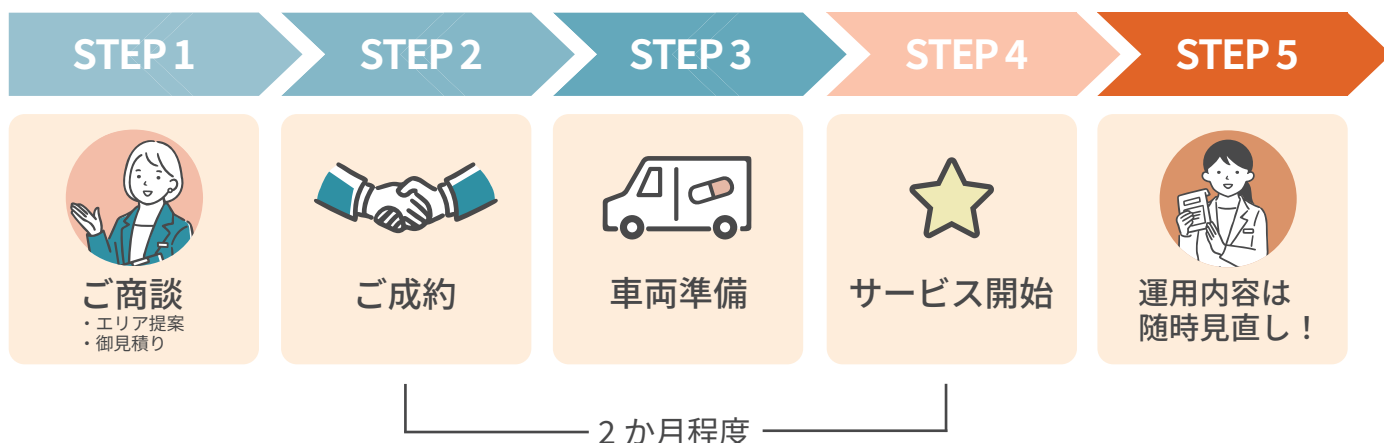 STEP 1
STEP 2
STEP 3
STEP 4
STEP 5
ご商談
・エリア提案
・御見積り
ご成約
車両準備
サービス開始
運用内容は
随時見直し！
2 か月程度